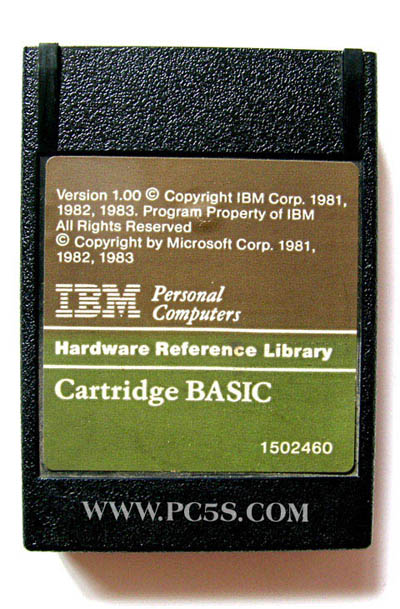 Version 1.00 © Copyright IBM Corp. 1981,
1982, 1983. Program Property of IBM
All Rights Reserved
© Copyright by Microsoft Corp. 1981,
1982, 1983
IBM Personal
Computers
Hardware Reference Library
Cartridge BASIC
1502460
WWW.PC5S.COM